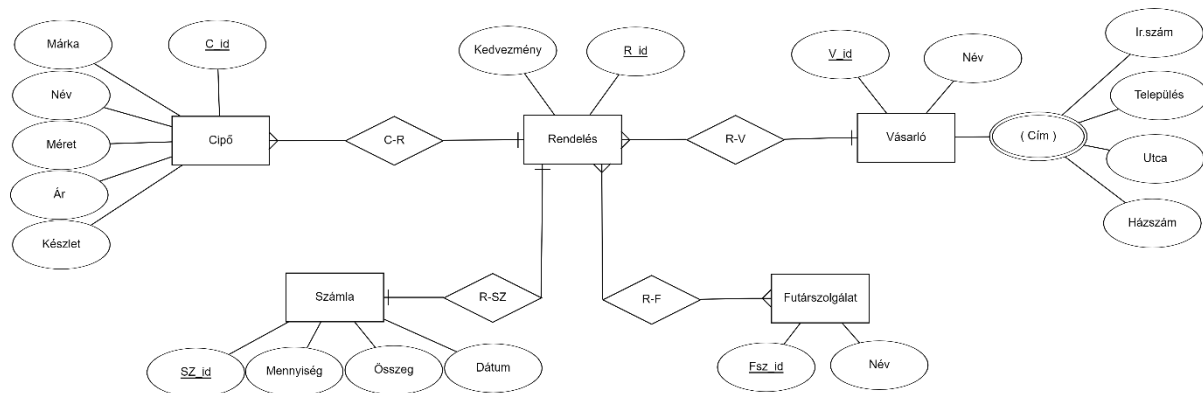 Márka
C_id
Kedvezmény
R_id
V_id
Név
Ir.szám
Név
Település
Méret
Cipő
C-R
Rendelés
R-V
Vásarló
( Cím )
Utca
Ár
Készlet
Házszám
Számla
R-SZ
R-F
Futárszolgálat
SZ_id
Mennyiség
Összeg
Dátum
Fsz_id
Név